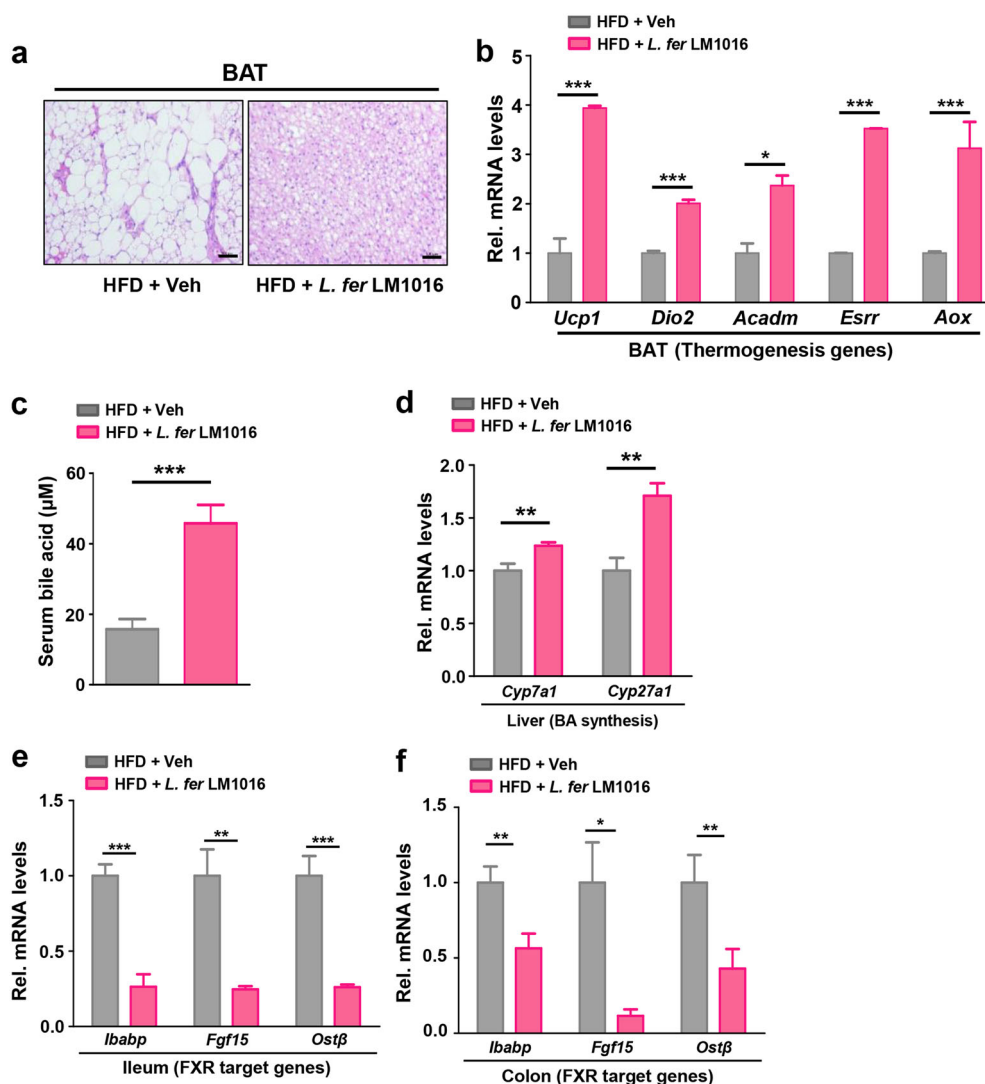 a
BAT
HFD + Veh
HFD + L. fer LM1016
b
HFD + Veh
HFD + L. fer LM1016
Rel. mRNA levels
5
4
3
2
1
0
***
***
*
***
***
Ucp1
Dio2
Acadm
Esrr
Aox
BAT (Thermogenesis genes)
c
HFD + Veh
HFD + L. fer LM1016
Serum bile acid (µM)
60
40
20
0
***
d
HFD + Veh
HFD + L. fer LM1016
Rel. mRNA levels
2.0
1.5
1.0
0.5
0.0
**
**
Cyp7a1
Cyp27a1
Liver (BA synthesis)
e
HFD + Veh
HFD + L. fer LM1016
Rel. mRNA levels
1.5
1.0
0.5
0.0
***
**
***
Ibabp
Fgf15
Ostβ
Ileum (FXR target genes)
f
HFD + Veh
HFD + L. fer LM1016
Rel. mRNA levels
1.5
1.0
0.5
0.0
**
*
**
Ibabp
Fgf15
Ostβ
Colon (FXR target genes)